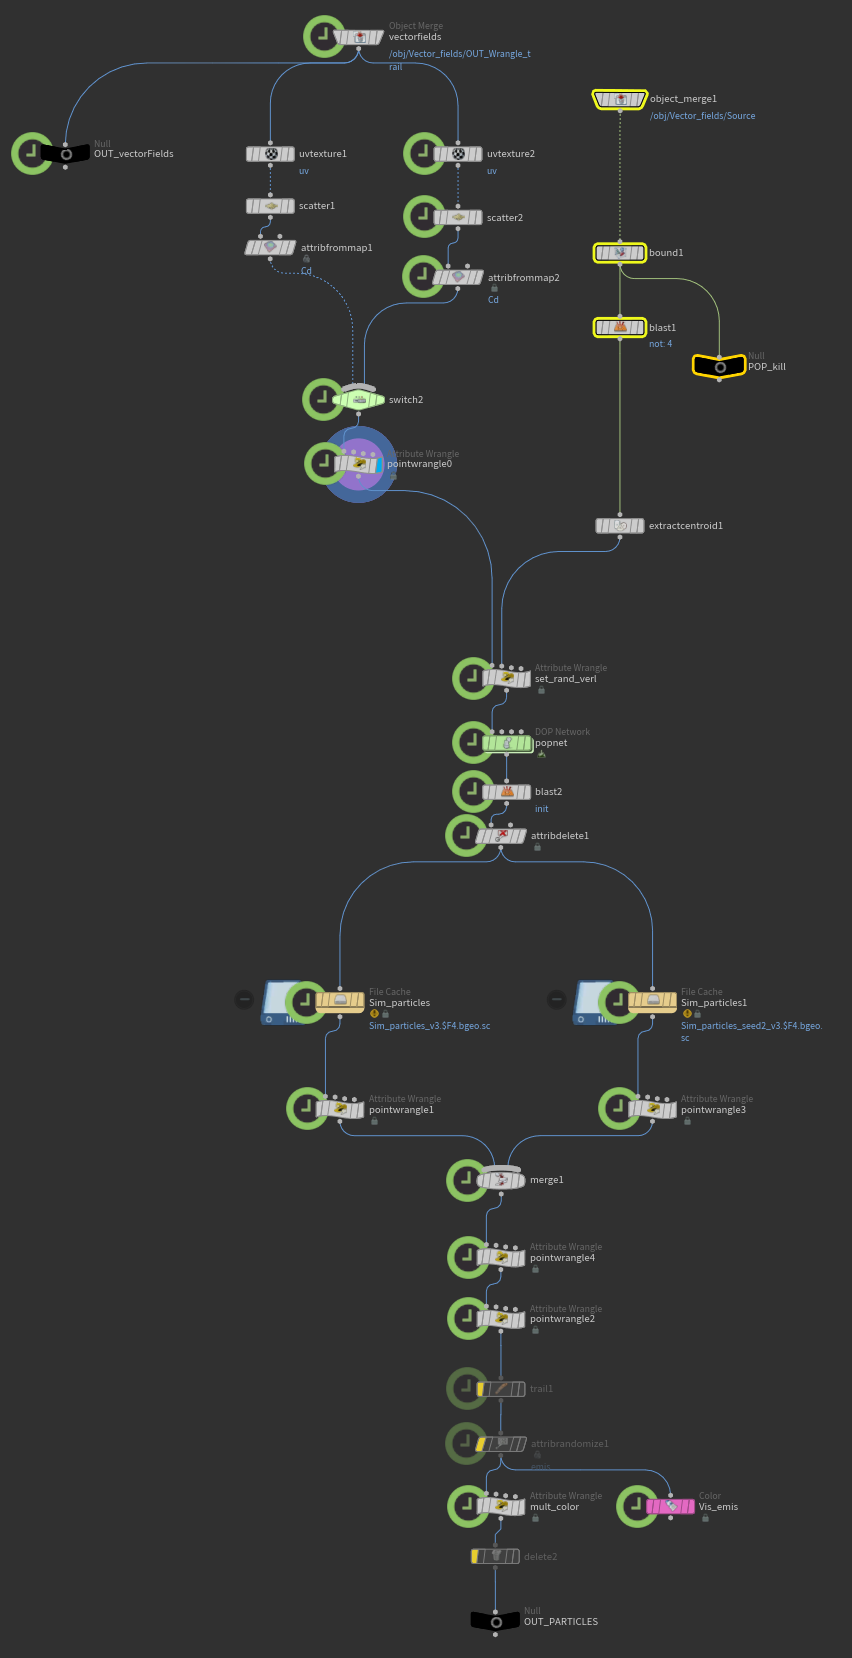 Object Merge
vectorfields
/obj/Vector_fields/OUT_Wrangle_t
rail
object_merge1
/obj/Vector_fields/Source
Null
OUT_vectorFields
uvtexture1
uv
uvtexture2
uv
scatter1
scatter2
attribfrommap1
Cd
bound1
attribfrommap2
Cd
blast1
not: 4
Null
POP_kill
switch2
tribute Wrangle
pointwrangle0
extractcentroid1
Attribute Wrangle
set_rand_verl
DOP Network
popnet
blast2
init
attribdelete1
File Cache
Sim_particles
Sim_particles_v3.$F4.bgeo.sc
File Cache
Sim_particles1
Sim_particles_seed2_v3.$F4.bgeo.
sc
Attribute Wrangle
pointwrangle1
Attribute Wrangle
pointwrangle3
merge1
Attribute Wrangle
pointwrangle4
Attribute Wrangle
pointwrangle2
trail1
attribrandomize1
emis
Attribute Wrangle
mult_color
Color
Vis_emis
delete2
Null
OUT_PARTICLES